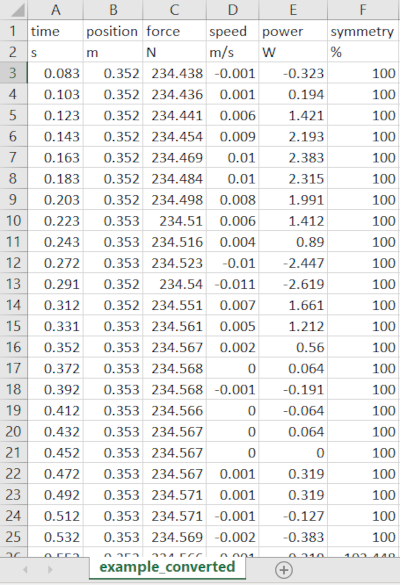 A B C D E F
1 time position force speed power symmetry
2 s m N m/s W %
3 0.083 0.352 234.438 -0.001 -0.323 100
4 0.103 0.352 234.436 0.001 0.194 100
5 0.123 0.352 234.441 0.006 1.421 100
6 0.143 0.352 234.454 0.009 2.193 100
7 0.163 0.352 234.469 0.01 2.383 100
8 0.183 0.352 234.484 0.01 2.315 100
9 0.203 0.352 234.498 0.008 1.991 100
10 0.223 0.353 234.51 0.006 1.412 100
11 0.243 0.353 234.516 0.004 0.89 100
12 0.272 0.353 234.523 -0.01 -2.447 100
13 0.291 0.352 234.54 -0.011 -2.619 100
14 0.312 0.352 234.551 0.007 1.661 100
15 0.331 0.353 234.561 0.005 1.212 100
16 0.352 0.353 234.567 0.002 0.56 100
17 0.372 0.353 234.568 0 0.064 100
18 0.392 0.353 234.568 -0.001 -0.191 100
19 0.412 0.353 234.566 0 -0.064 100
20 0.432 0.353 234.567 0 0.064 100
21 0.452 0.353 234.567 0 0 100
22 0.472 0.353 234.567 0.001 0.319 100
23 0.492 0.353 234.571 0.001 0.319 100
24 0.512 0.353 234.571 -0.001 -0.127 100
25 0.532 0.353 234.569 -0.002 -0.383 100
example_converted